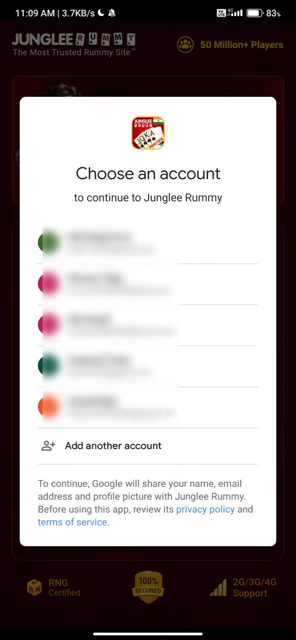 11:09 AM | 3.7KB/s
83%
JUNGLEE RUMMY
The Most Trusted Rummy Site
50 Million+ Players
JUNGLEE
Choose an account
to continue to Junglee Rummy
Add another account
To continue, Google will share your name, email
address and profile picture with Junglee Rummy.
Before using this app, review its privacy policy and
terms of service.
RNG
Certified
100%
SECURED
2G/3G/4G
Support